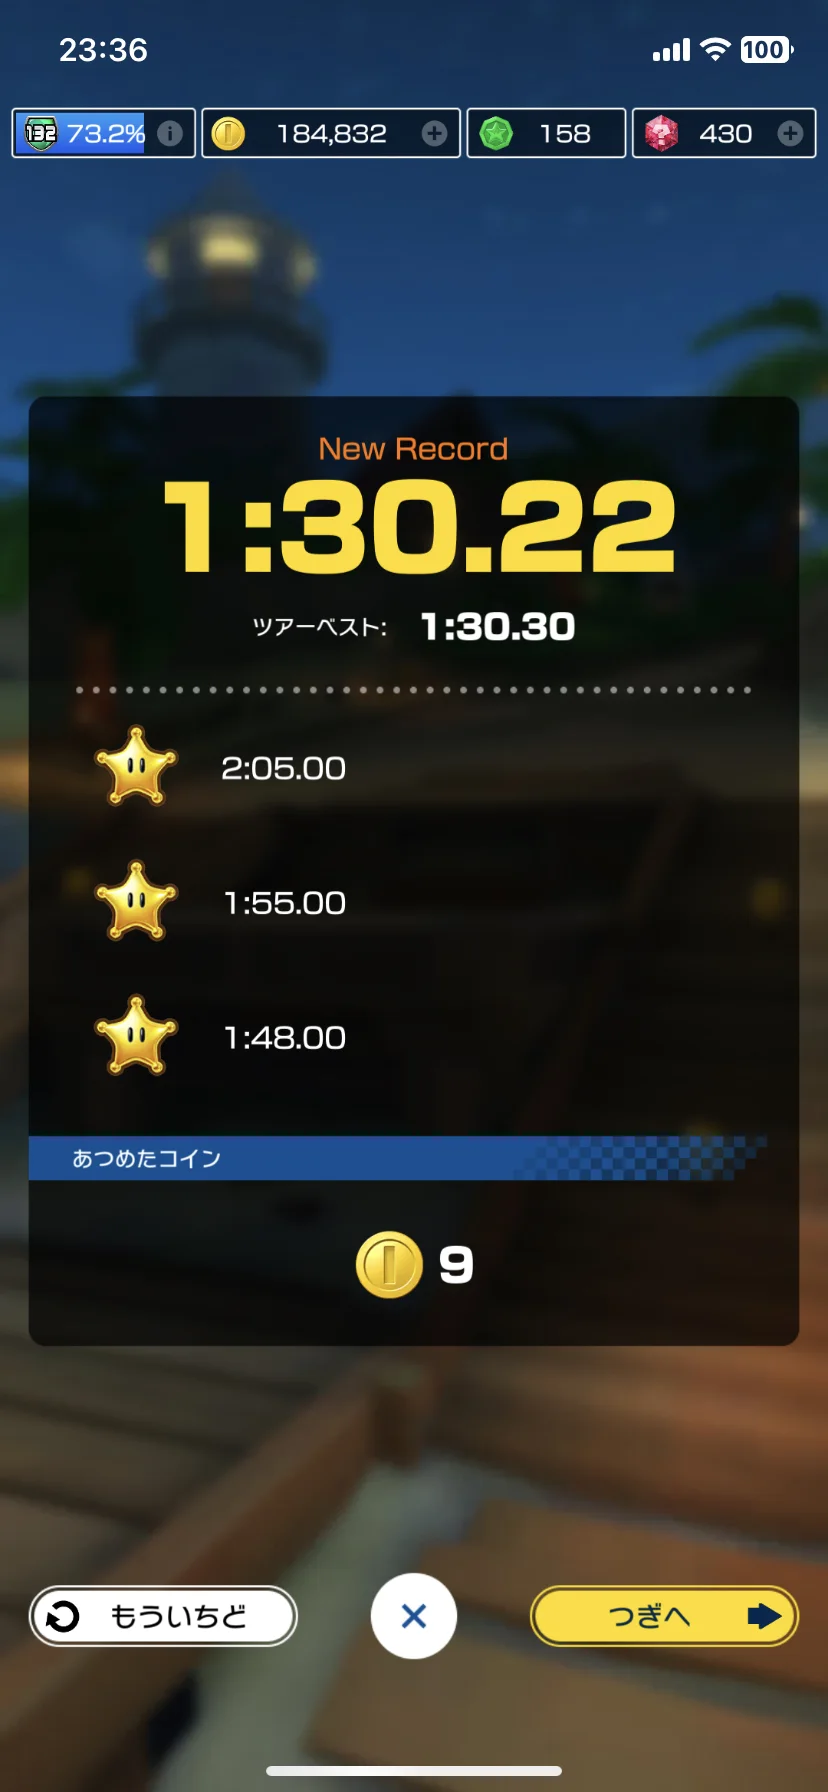 23:36 100
132 73.2% i 184,832 + 158 430 +
New Record
1:30.22
ツアーベスト: 1:30.30
2:05.00
1:55.00
1:48.00
あつめたコイン
9
もういちど × つぎへ